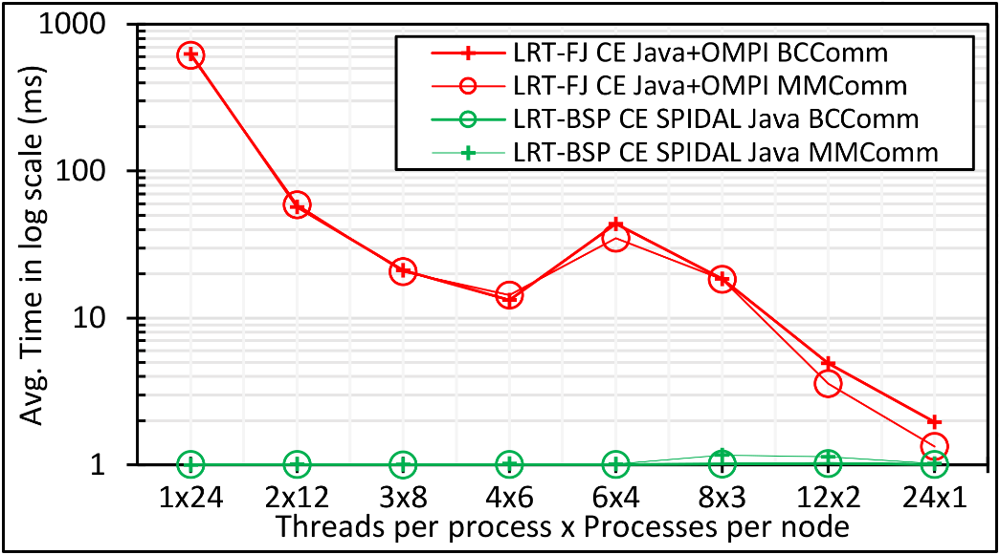 1000
100
10
1
Avg. Time in log scale (ms)
LRT-FJ CE Java+OMPI BCComm
LRT-FJ CE Java+OMPI MMComm
LRT-BSP CE SPIDAL Java BCComm
LRT-BSP CE SPIDAL Java MMComm
1x24 2x12 3x8 4x6 6x4 8x3 12x2 24x1
Threads per process x Processes per node